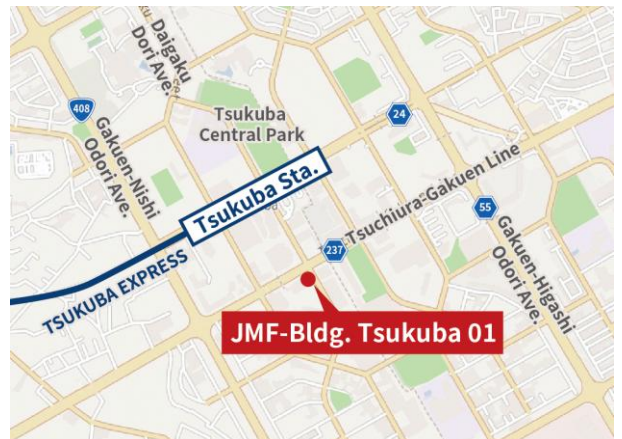 Daigaku
Dori Ave.
408
Gakuen-Nishi
Odori Ave.
Tsukuba
Central Park
24
Tsukuba Sta.
Tsuchiura-Gakuen Line
55
237
Gakuen-Higashi
Odori Ave.
TSUKUBA EXPRESS
JMF-Bldg. Tsukuba 01